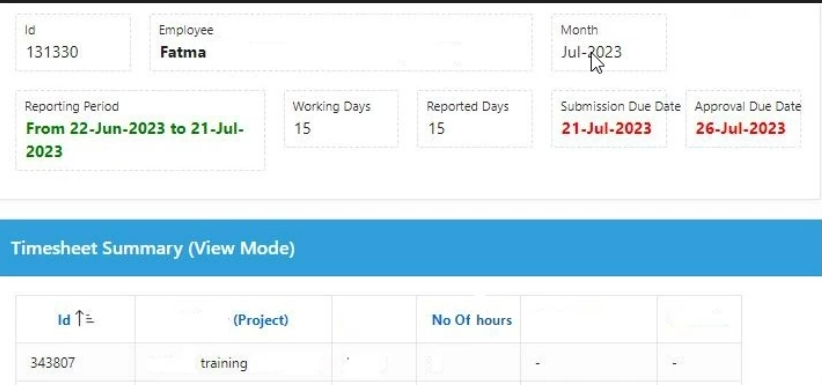 Id Employee Month
131330 Fatma Jul-2023
Reporting Period Working Days Reported Days Submission Due Date Approval Due Date
From 22-Jun-2023 to 21-Jul-2023 15 15 21-Jul-2023 26-Jul-2023
Timesheet Summary (View Mode)
Id (Project) No Of hours
343807 training - -